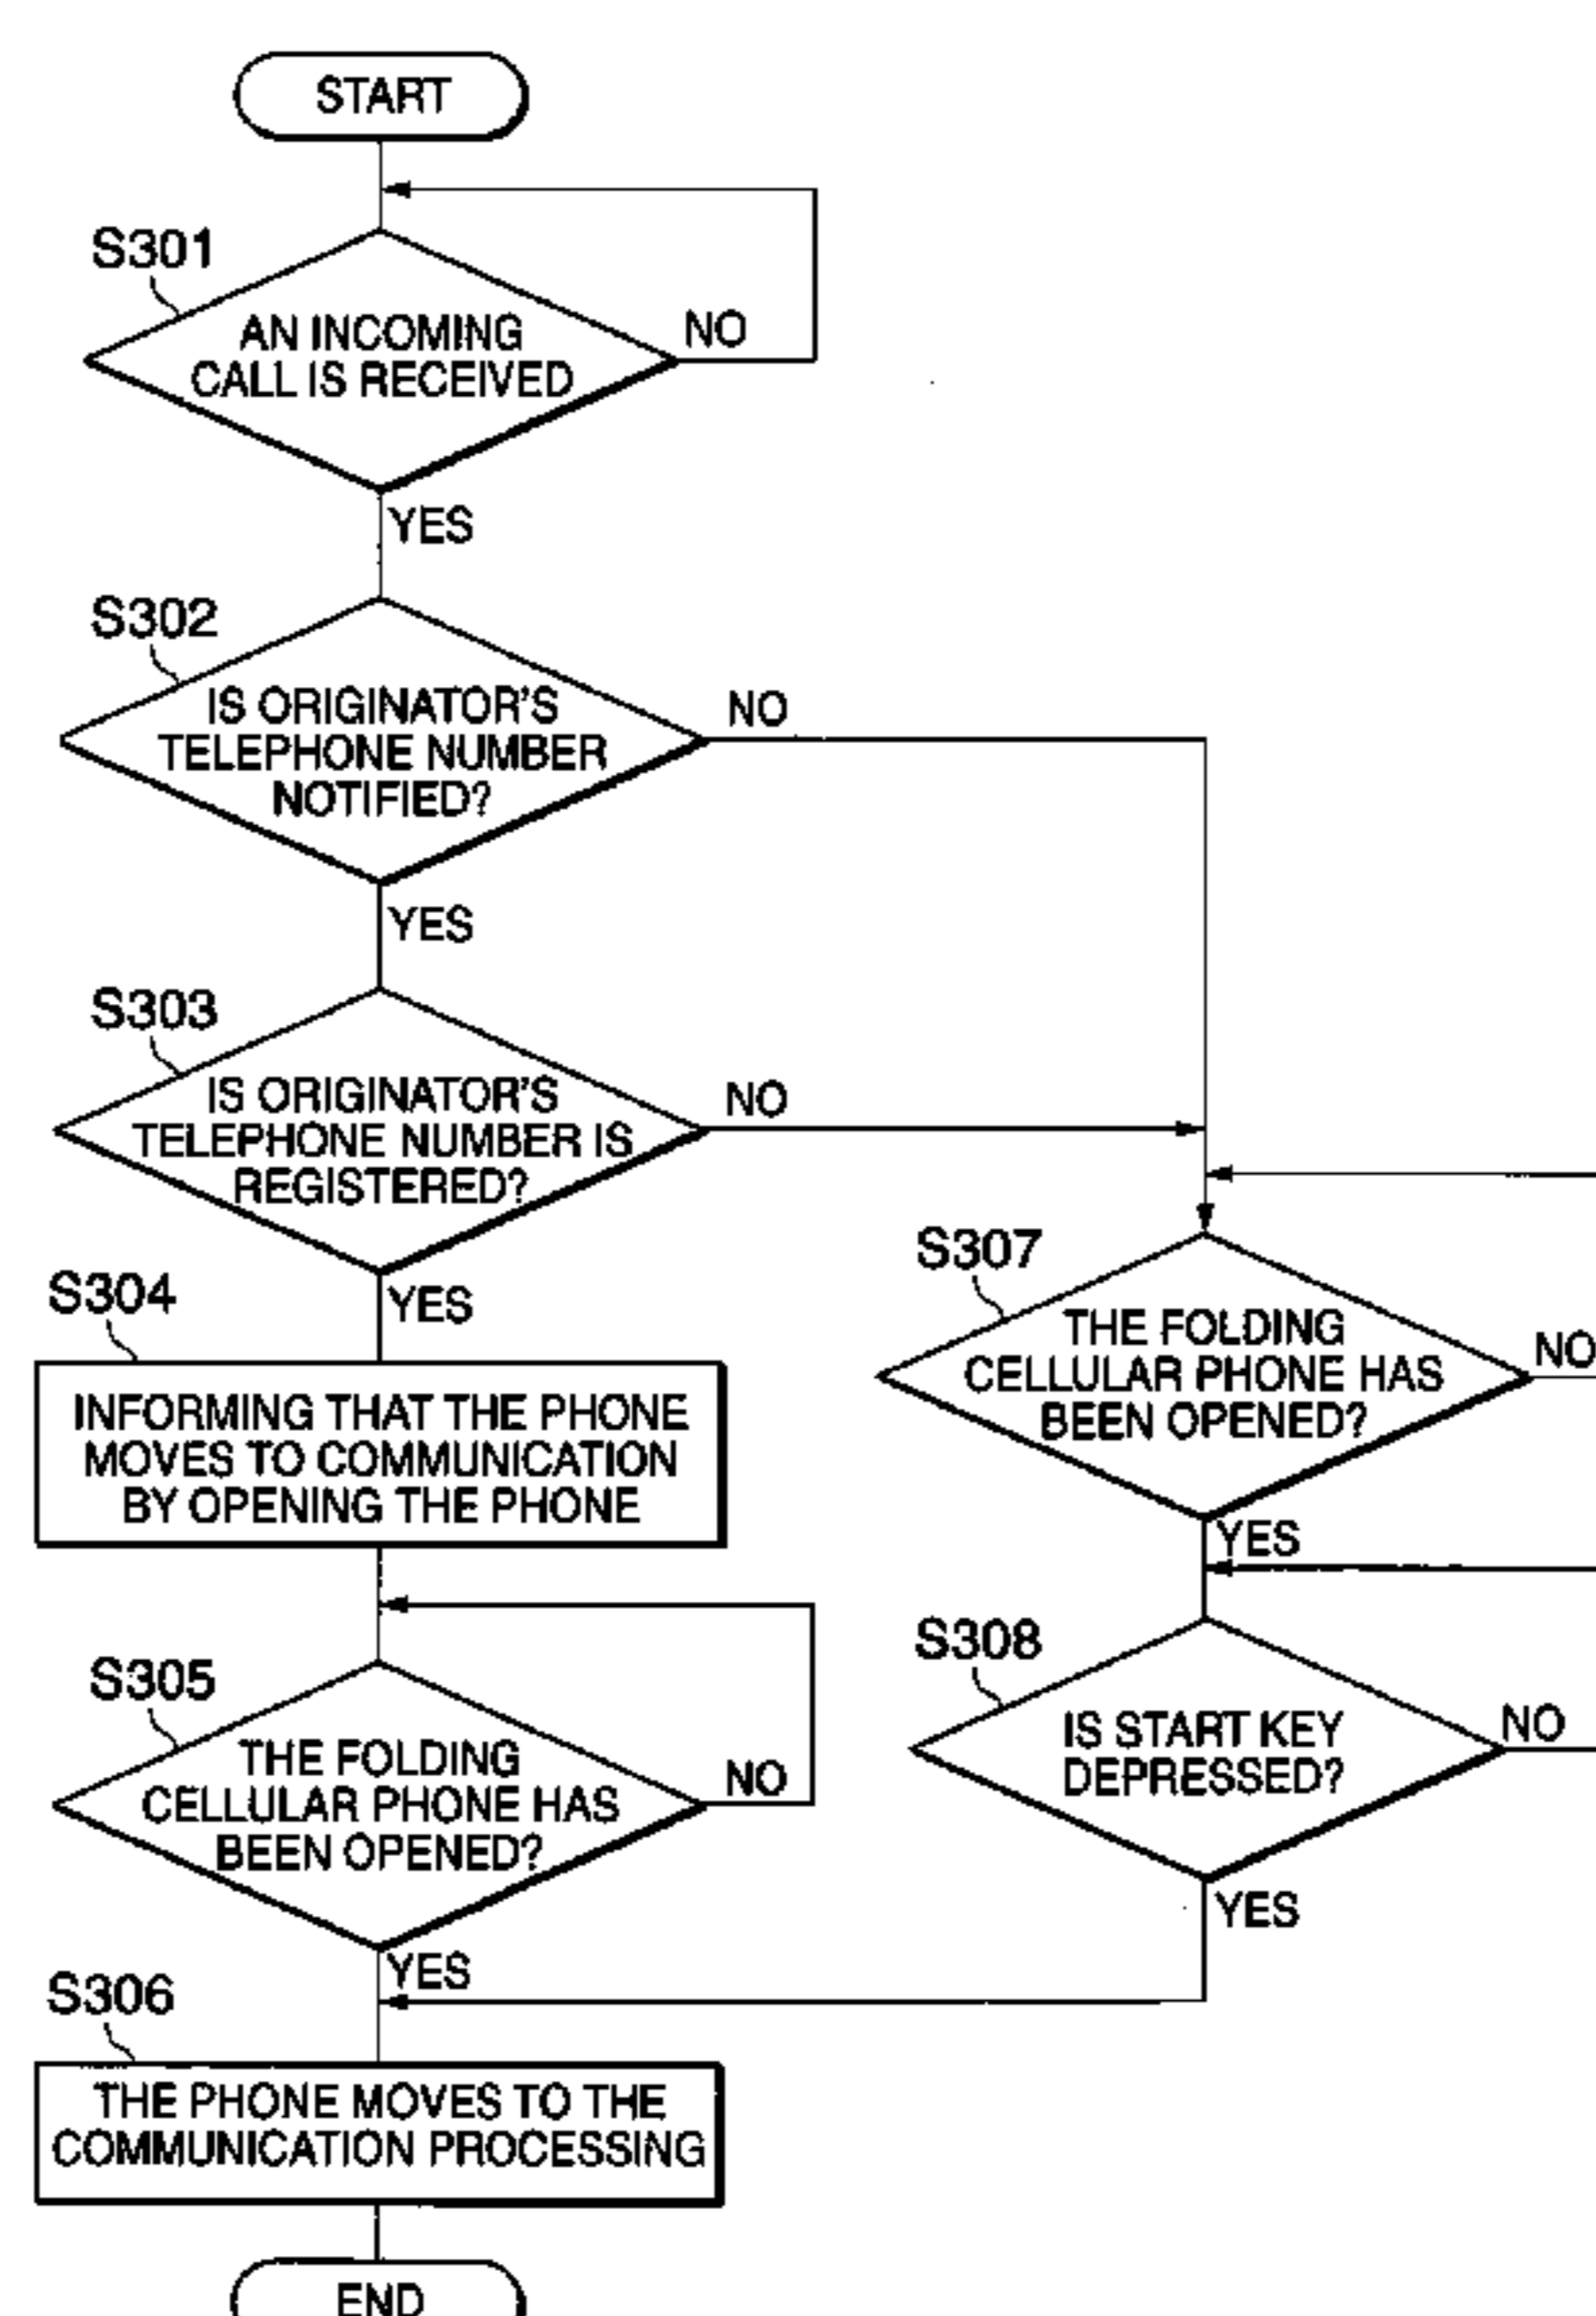 START
S301
AN INCOMING
CALL IS RECEIVED
NO
YES
S302
IS ORIGINATOR'S
TELEPHONE NUMBER
NOTIFIED?
NO
YES
S303
IS ORIGINATOR'S
TELEPHONE NUMBER IS
REGISTERED?
NO
YES
S304
INFORMING THAT THE PHONE
MOVES TO COMMUNICATION
BY OPENING THE PHONE
S305
THE FOLDING
CELLULAR PHONE HAS
BEEN OPENED?
NO
YES
S306
THE PHONE MOVES TO THE
COMMUNICATION PROCESSING
END
S307
THE FOLDING
CELLULAR PHONE HAS
BEEN OPENED?
NO
YES
S308
IS START KEY
DEPRESSED?
NO
YES